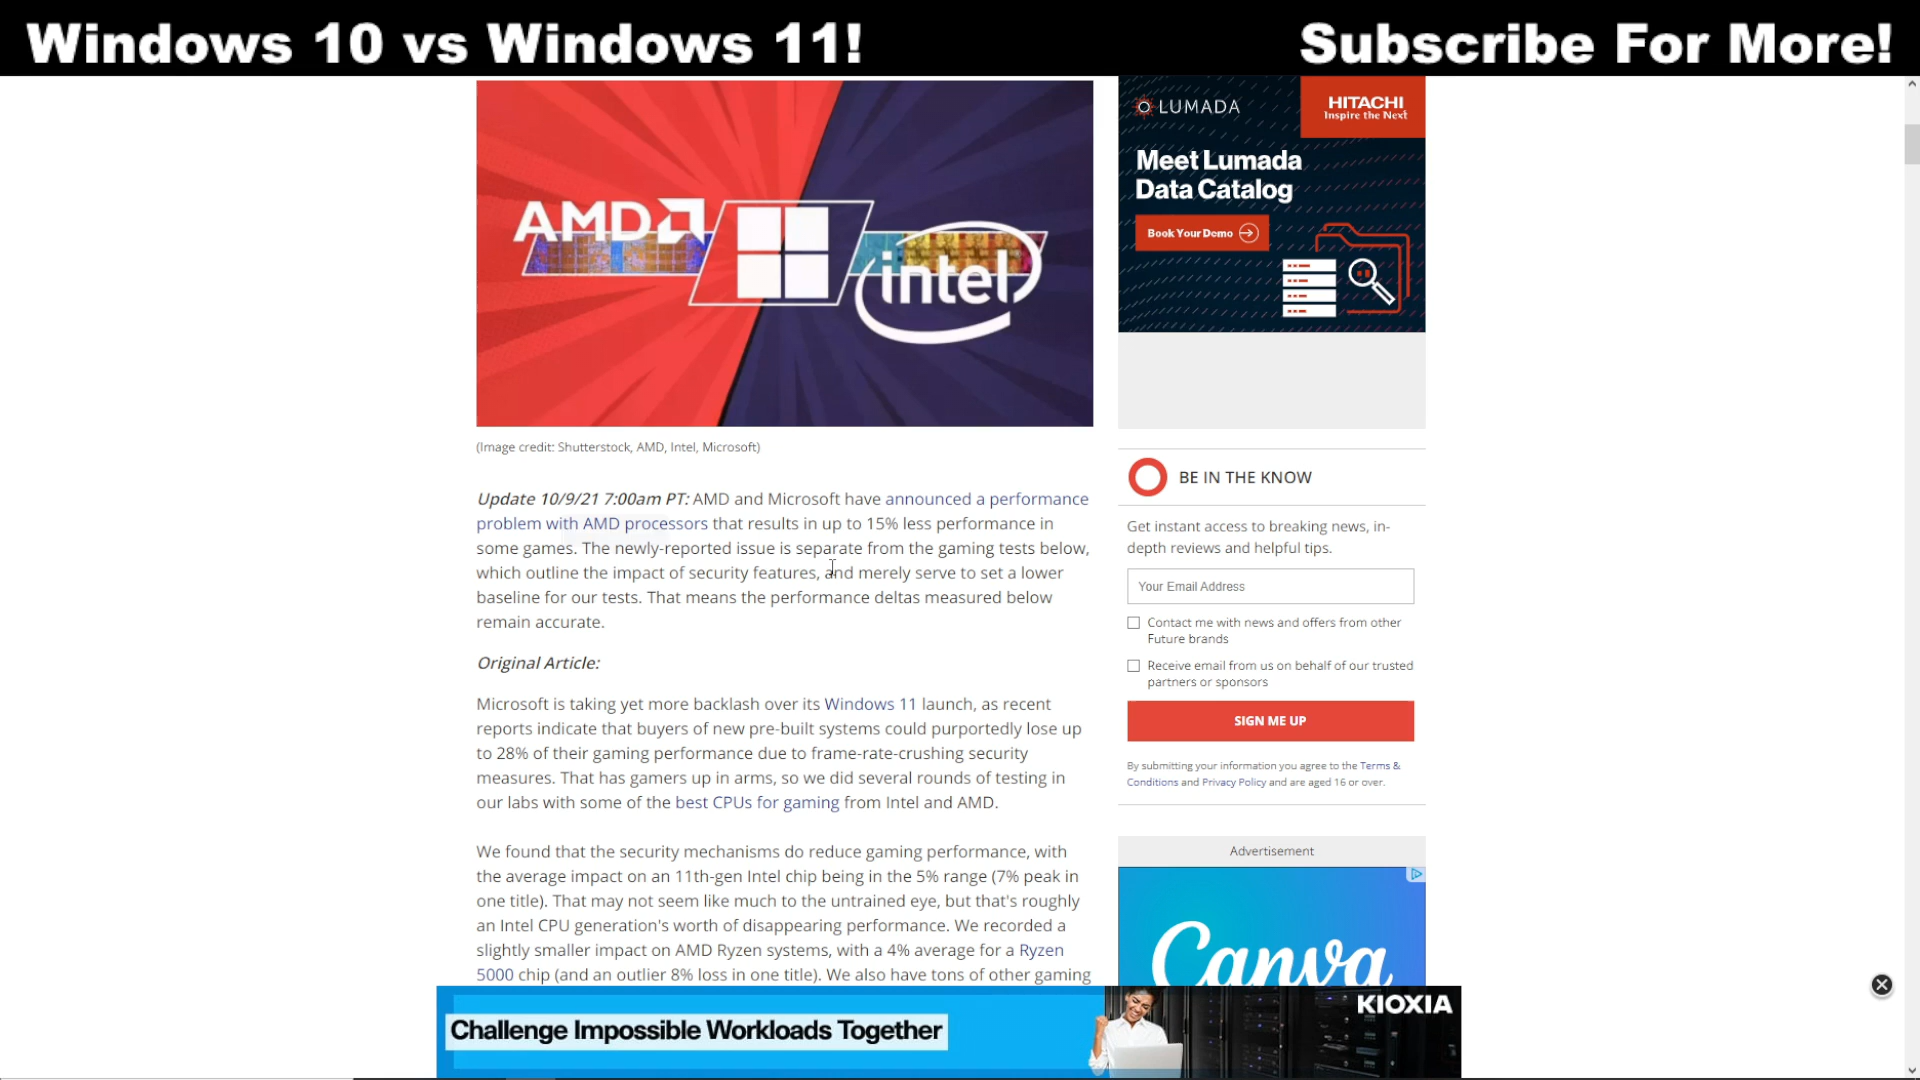 Windows 10 vs Windows 11!
Subscribe For More!
AMD
intel
(Image credit: Shutterstock, AMD, Intel, Microsoft)
Update 10/9/21 7:00am PT: AMD and Microsoft have announced a performance
problem with AMD processors that results in up to 15% less performance in
some games. The newly-reported issue is separate from the gaming tests below,
which outline the impact of security features, and merely serve to set a lower
baseline for our tests. That means the performance deltas measured below
remain accurate.
Original Article:
Microsoft is taking yet more backlash over its Windows 11 launch, as recent
reports indicate that buyers of new pre-built systems could purportedly lose up
to 28% of their gaming performance due to frame-rate-crushing security
measures. That has gamers up in arms, so we did several rounds of testing in
our labs with some of the best CPUs for gaming from Intel and AMD.
We found that the security mechanisms do reduce gaming performance, with
the average impact on an 11th-gen Intel chip being in the 5% range (7% peak in
one title). That may not seem like much to the untrained eye, but that's roughly
an Intel CPU generation's worth of disappearing performance. We recorded a
slightly smaller impact on AMD Ryzen systems, with a 4% average for a Ryzen
5000 chip (and an outlier 8% loss in one title). We also have tons of other gaming
LUMADA
HITACHI
Inspire the Next
Meet Lumada
Data Catalog
Book Your Demo
BE IN THE KNOW
Get instant access to breaking news, in-
depth reviews and helpful tips.
Your Email Address
Contact me with news and offers from other
Future brands
Receive email from us on behalf of our trusted
partners or sponsors
SIGN ME UP
By submitting your information you agree to the Terms &
Conditions and Privacy Policy and are aged 16 or over.
Advertisement
Canva
Challenge Impossible Workloads Together
KIOXIA